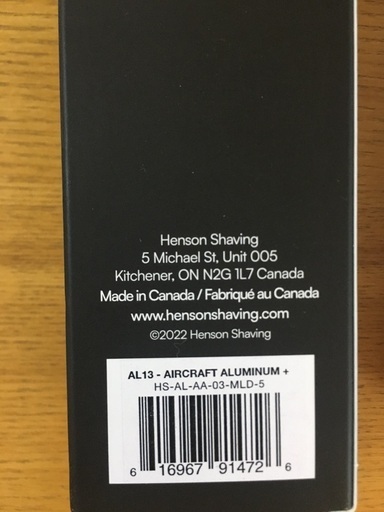 Henson Shaving
5 Michael St, Unit 005
Kitchener, ON N2G 1L7 Canada
Made in Canada / Fabriqué au Canada
www.hensonshaving.com
©2022 Henson Shaving
AL13 - AIRCRAFT ALUMINUM +
HS-AL-AA-03-MLD-5
6 16967 91472 6